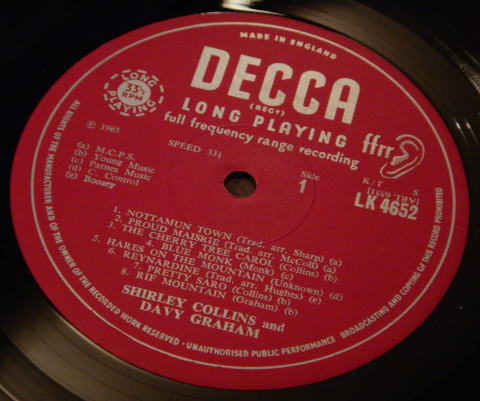 MADE IN ENGLAND
DECCA
(REGD)
LONG PLAYING
full frequency range recording
ffrr
LONG
33⅓
RPM
PLAYING
℗ 1965
SPEED 33⅓
(a) M.C.P.S.
(b) Young Music
(c) Parnes Music
(d) C. Control
(e) Boosey
Side
1
K/T
S
(ARL 6551)
LK 4652
1. NOTTAMUN TOWN (Trad. arr. Sharp) (a)
2. PROUD MAISRIE (Trad. arr. McColl) (a)
3. THE CHERRY TREE CAROL (Collins) (b)
4. BLUE MONK (Monk) (c)
5. HARES ON THE MOUNTAIN (Unknown) (d)
6. REYNARDINE (Trad. arr. Hughes) (e)
7. PRETTY SARO (Collins) (b)
8. RIF MOUNTAIN (Graham) (b)
SHIRLEY COLLINS and
DAVY GRAHAM
ALL RIGHTS OF THE MANUFACTURER AND OF THE OWNER OF THE RECORDED WORK RESERVED · UNAUTHORISED PUBLIC PERFORMANCE BROADCASTING AND COPYING OF THIS RECORD PROHIBITED